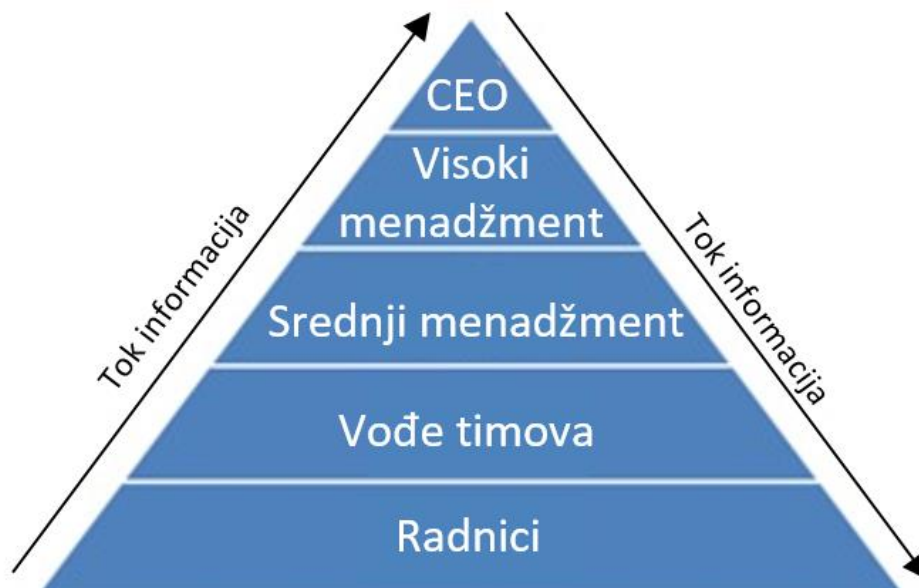 CEO
Visoki
menadžment
Tok informacija
Tok informacija
Srednji menadžment
Vođe timova
Radnici